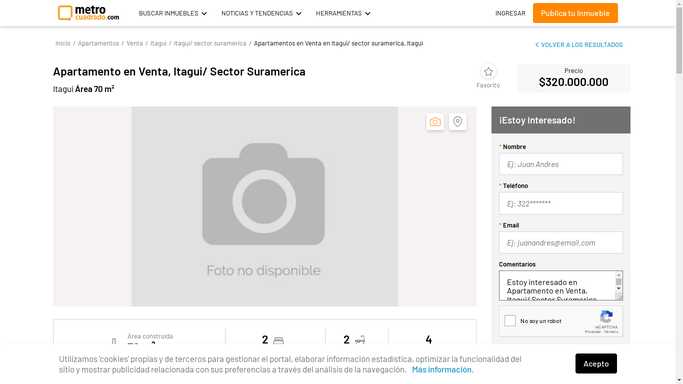 metro
cuadrado.com
BUSCAR INMUEBLES
NOTICIAS Y TENDENCIAS
HERRAMIENTAS
INGRESAR
Publica tu Inmueble
Inicio / Apartamentos / Venta / Itagui / Itagui/ sector suramerica / Apartamentos en Venta en Itagui/ sector suramerica, Itagui
VOLVER A LOS RESULTADOS
Apartamento en Venta, Itagui/ Sector Suramerica
Itagui Área 70 m²
Favorito
Precio
$320.000.000
Foto no disponible
¡Estoy Interesado!
* Nombre
Ej: Juan Andres
* Teléfono
Ej: 322*******
* Email
Ej: juanandres@email.com
Comentarios
Estoy interesado en
Apartamento en Venta,
Itagui/ Sector Suramerica
No soy un robot
reCAPTCHA
Privacidad - Términos
Área construida
2
2
4
Utilizamos 'cookies' propias y de terceros para gestionar el portal, elaborar información estadística, optimizar la funcionalidad del
sitio y mostrar publicidad relacionada con sus preferencias a través del análisis de la navegación. Más información.
Acepto